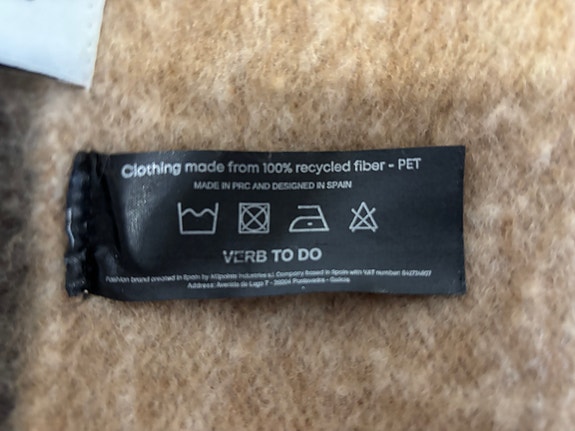 Clothing made from 100% recycled fiber - PET
MADE IN PRC AND DESIGNED IN SPAIN
VERB TO DO
Fashion brand created in Spain by Industries s.l Company based in Spain with VAT number:
Address: Avenida de Lugo 7 - Pontevedra - Galicia